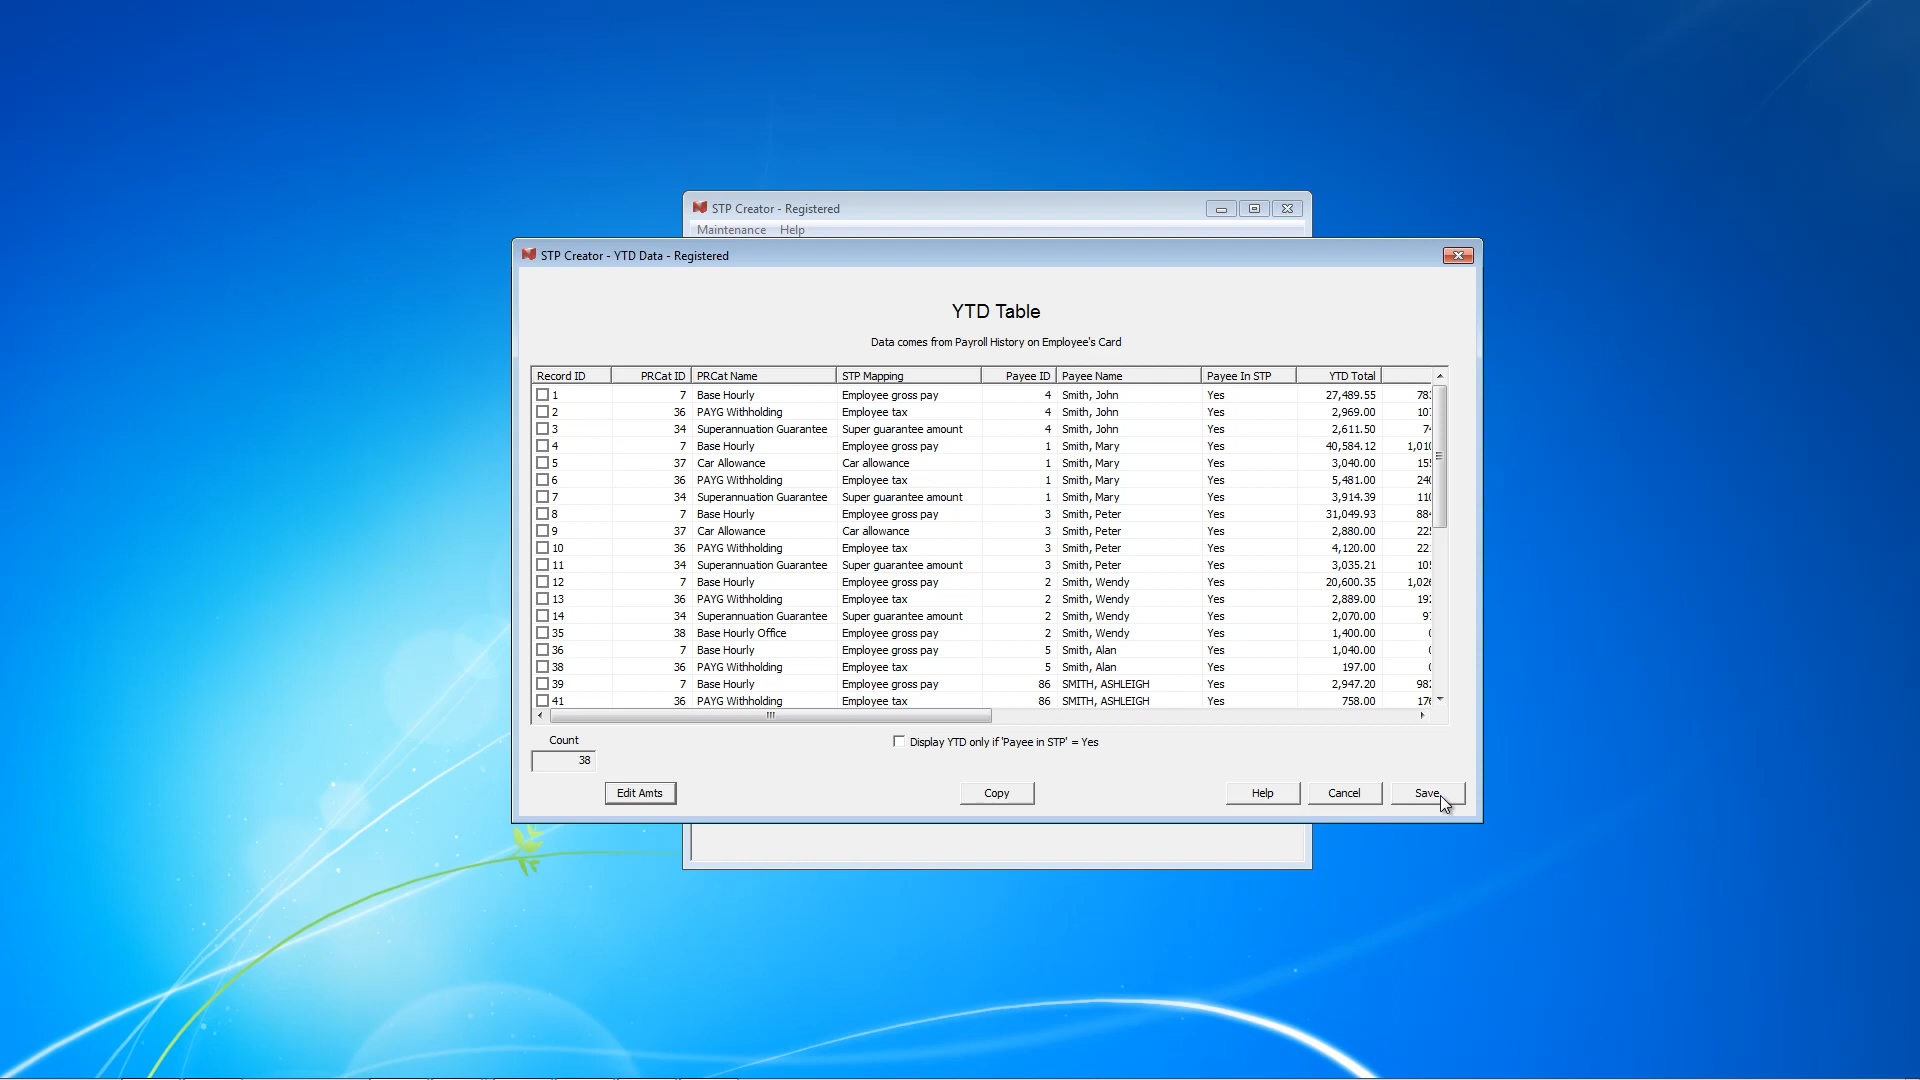 STP Creator - Registered
Maintenance Help
STP Creator - YTD Data - Registered
YTD Table
Data comes from Payroll History on Employee's Card
Record ID PRCat ID PRCat Name STP Mapping Payee ID Payee Name Payee In STP YTD Total
1 7 Base Hourly Employee gross pay 4 Smith, John Yes 27,489.55
2 36 PAYG Withholding Employee tax 4 Smith, John Yes 2,969.00
3 34 Superannuation Guarantee Super guarantee amount 4 Smith, John Yes 2,611.50
4 7 Base Hourly Employee gross pay 1 Smith, Mary Yes 40,584.12
5 37 Car Allowance Car allowance 1 Smith, Mary Yes 3,040.00
6 36 PAYG Withholding Employee tax 1 Smith, Mary Yes 5,481.00
7 34 Superannuation Guarantee Super guarantee amount 1 Smith, Mary Yes 3,914.39
8 7 Base Hourly Employee gross pay 3 Smith, Peter Yes 31,049.93
9 37 Car Allowance Car allowance 3 Smith, Peter Yes 2,880.00
10 36 PAYG Withholding Employee tax 3 Smith, Peter Yes 4,120.00
11 34 Superannuation Guarantee Super guarantee amount 3 Smith, Peter Yes 3,035.21
12 7 Base Hourly Employee gross pay 2 Smith, Wendy Yes 20,600.35
13 36 PAYG Withholding Employee tax 2 Smith, Wendy Yes 2,889.00
14 34 Superannuation Guarantee Super guarantee amount 2 Smith, Wendy Yes 2,070.00
35 38 Base Hourly Office Employee gross pay 2 Smith, Wendy Yes 1,400.00
36 7 Base Hourly Employee gross pay 5 Smith, Alan Yes 1,040.00
38 36 PAYG Withholding Employee tax 5 Smith, Alan Yes 197.00
39 7 Base Hourly Employee gross pay 86 SMITH, ASHLEIGH Yes 2,947.20
41 36 PAYG Withholding Employee tax 86 SMITH, ASHLEIGH Yes 758.00
Count
38
Display YTD only if 'Payee in STP' = Yes
Edit Amts Copy Help Cancel Save